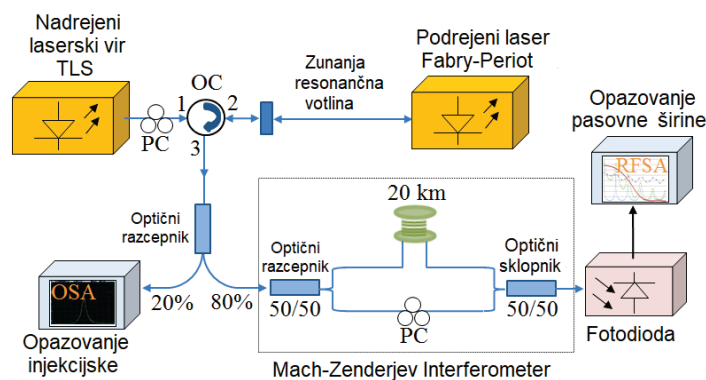 Nadrejeni
laserski vir
TLS
OC
1
2
3
PC
Zunanja
resonančna
votlina
Podrejeni laser
Fabry-Periot
Opazovanje
pasovne širine
RFSA
Optični
razcepnik
20%
80%
OSA
Opazovanje
injekcijske
20 km
Optični
razcepnik
50/50
PC
Optični
sklopnik
50/50
Fotodioda
Mach-Zenderjev Interferometer